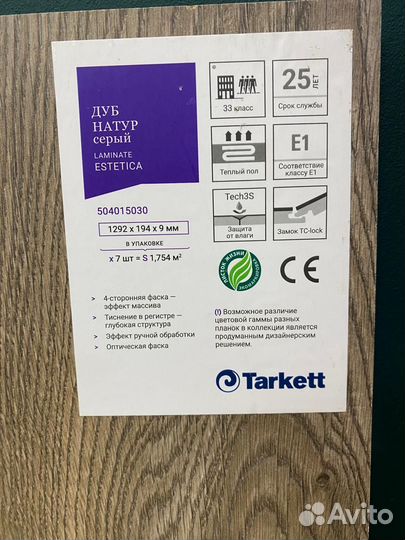 ДУБ
НАТУР
серый
LAMINATE
ESTETICA
504015030
1292 x 194 x 9 мм
В УПАКОВКЕ
x 7 шт = S 1,754 м²
> 4-сторонняя фаска —
эффект массива
> Тиснение в регистре —
глубокая структура
> Эффект ручной обработки
> Оптическая фаска
33 класс
25 ЛЕТ
Срок службы
Теплый пол
E1
Соответствие
классу E1
Tech3S
Защита
от влаги
Замок TC-lock
ЛИСТОК ЖИЗНИ
CE
(!) Возможное различие
цветовой гаммы разных
планок в коллекции является
продуманным дизайнерским
решением.
Tarkett
Avito